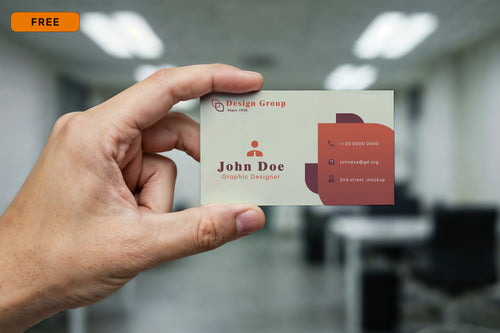 FREE
Design Group
Since 1920
+1 00 0000 0000
johndoe@gd.org
2nd street ,mockup
John Doe
Graphic Designer